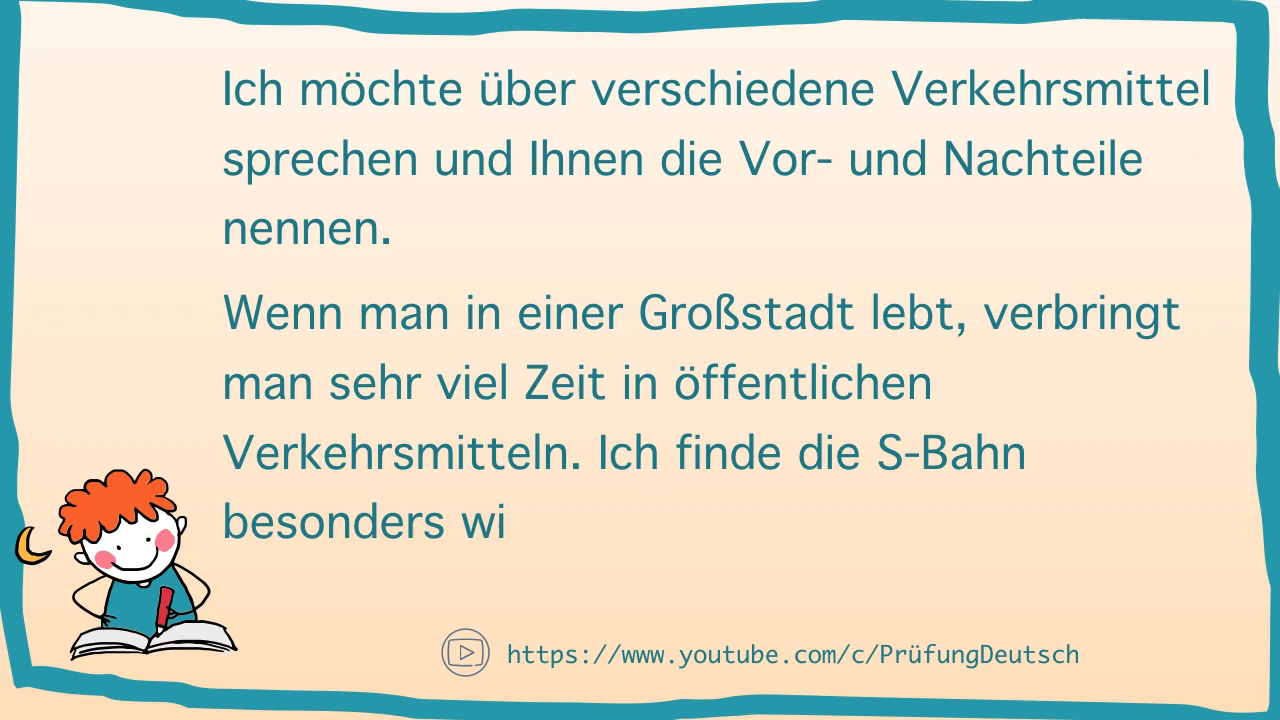 Ich möchte über verschiedene Verkehrsmittel
sprechen und Ihnen die Vor- und Nachteile
nennen.
Wenn man in einer Großstadt lebt, verbringt
man sehr viel Zeit in öffentlichen
Verkehrsmitteln. Ich finde die S-Bahn
besonders wi
https://www.youtube.com/c/PrüfungDeutsch